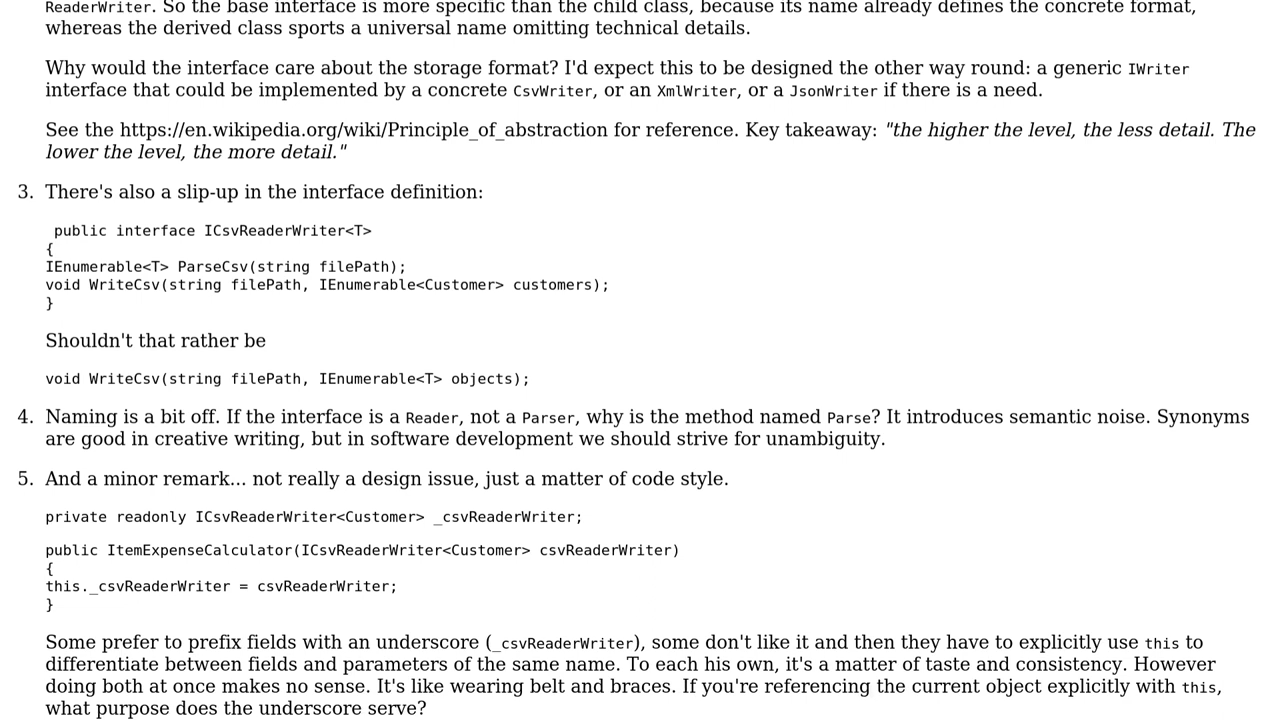 ReaderWriter. So the base interface is more specific than the child class, because its name already defines the concrete format,
whereas the derived class sports a universal name omitting technical details.
Why would the interface care about the storage format? I'd expect this to be designed the other way round: a generic IWriter
interface that could be implemented by a concrete CsvWriter, or an XmlWriter, or a JsonWriter if there is a need.
See the https://en.wikipedia.org/wiki/Principle_of_abstraction for reference. Key takeaway: "the higher the level, the less detail. The
lower the level, the more detail."
3. There's also a slip-up in the interface definition:
public interface ICsvReaderWriter<T>
{
IEnumerable<T> ParseCsv(string filePath);
void WriteCsv(string filePath, IEnumerable<Customer> customers);
}
Shouldn't that rather be
void WriteCsv(string filePath, IEnumerable<T> objects);
4. Naming is a bit off. If the interface is a Reader, not a Parser, why is the method named Parse? It introduces semantic noise. Synonyms
are good in creative writing, but in software development we should strive for unambiguity.
5. And a minor remark... not really a design issue, just a matter of code style.
private readonly ICsvReaderWriter<Customer> _csvReaderWriter;
public ItemExpenseCalculator(ICsvReaderWriter<Customer> csvReaderWriter)
{
this._csvReaderWriter = csvReaderWriter;
}
Some prefer to prefix fields with an underscore (_csvReaderWriter), some don't like it and then they have to explicitly use this to
differentiate between fields and parameters of the same name. To each his own, it's a matter of taste and consistency. However
doing both at once makes no sense. It's like wearing belt and braces. If you're referencing the current object explicitly with this,
what purpose does the underscore serve?